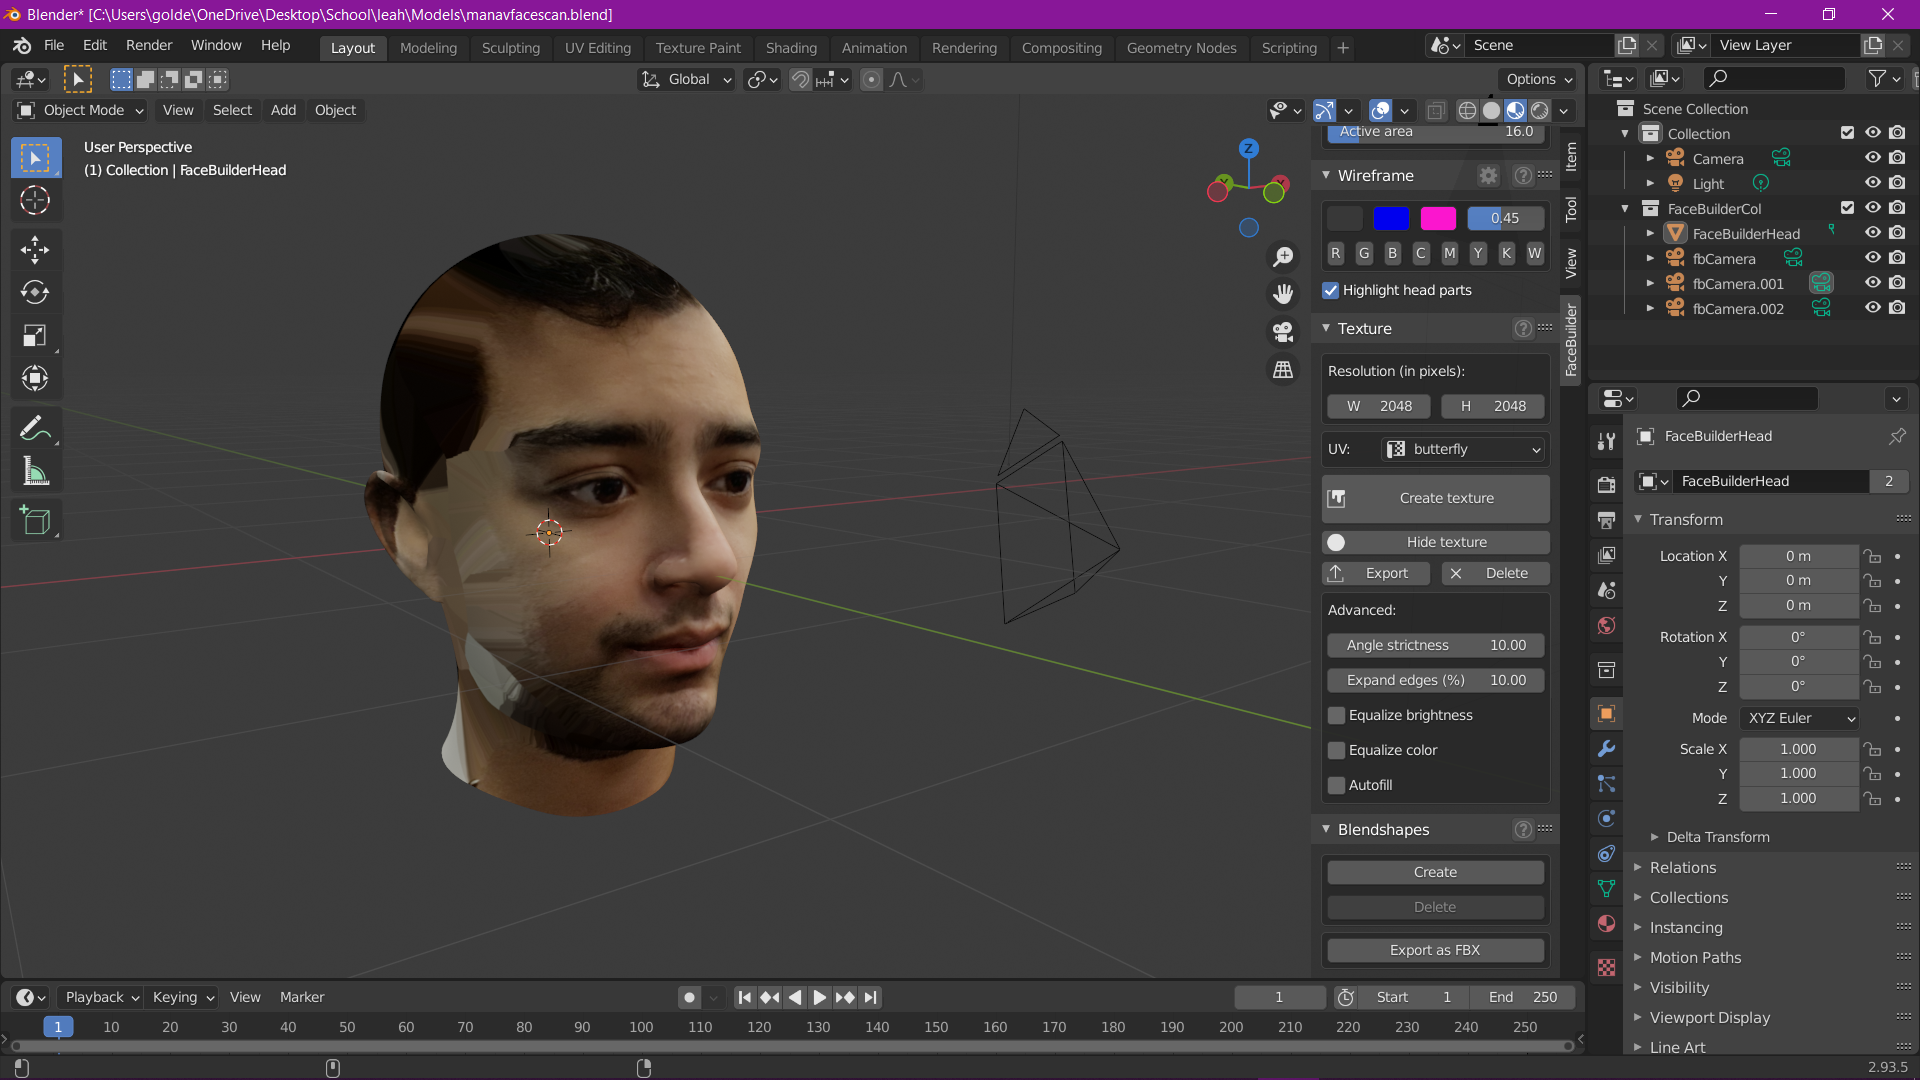 Blender* [C:\Users\golde\OneDrive\Desktop\School\leah\Models\manavfacescan.blend]
File Edit Render Window Help
Layout Modeling Sculpting UV Editing Texture Paint Shading Animation Rendering Compositing Geometry Nodes Scripting +
Scene
View Layer
Global
Options
Object Mode View Select Add Object
User Perspective
(1) Collection | FaceBuilderHead
Z
Y
X
Active area 16.0
Wireframe
0.45
R G B C M Y K W
Highlight head parts
Texture
Resolution (in pixels):
W 2048 H 2048
UV: butterfly
Create texture
Hide texture
Export Delete
Advanced:
Angle strictness 10.00
Expand edges (%) 10.00
Equalize brightness
Equalize color
Autofill
Blendshapes
Create
Delete
Export as FBX
Item
Tool
View
FaceBuilder
Scene Collection
Collection
Camera
Light
FaceBuilderCol
FaceBuilderHead
fbCamera
fbCamera.001
fbCamera.002
FaceBuilderHead
FaceBuilderHead 2
Transform
Location X 0 m
Y 0 m
Z 0 m
Rotation X 0°
Y 0°
Z 0°
Mode XYZ Euler
Scale X 1.000
Y 1.000
Z 1.000
Delta Transform
Relations
Collections
Instancing
Motion Paths
Visibility
Viewport Display
Line Art
Playback Keying View Marker
1 Start 1 End 250
1 10 20 30 40 50 60 70 80 90 100 110 120 130 140 150 160 170 180 190 200 210 220 230 240 250
2.93.5